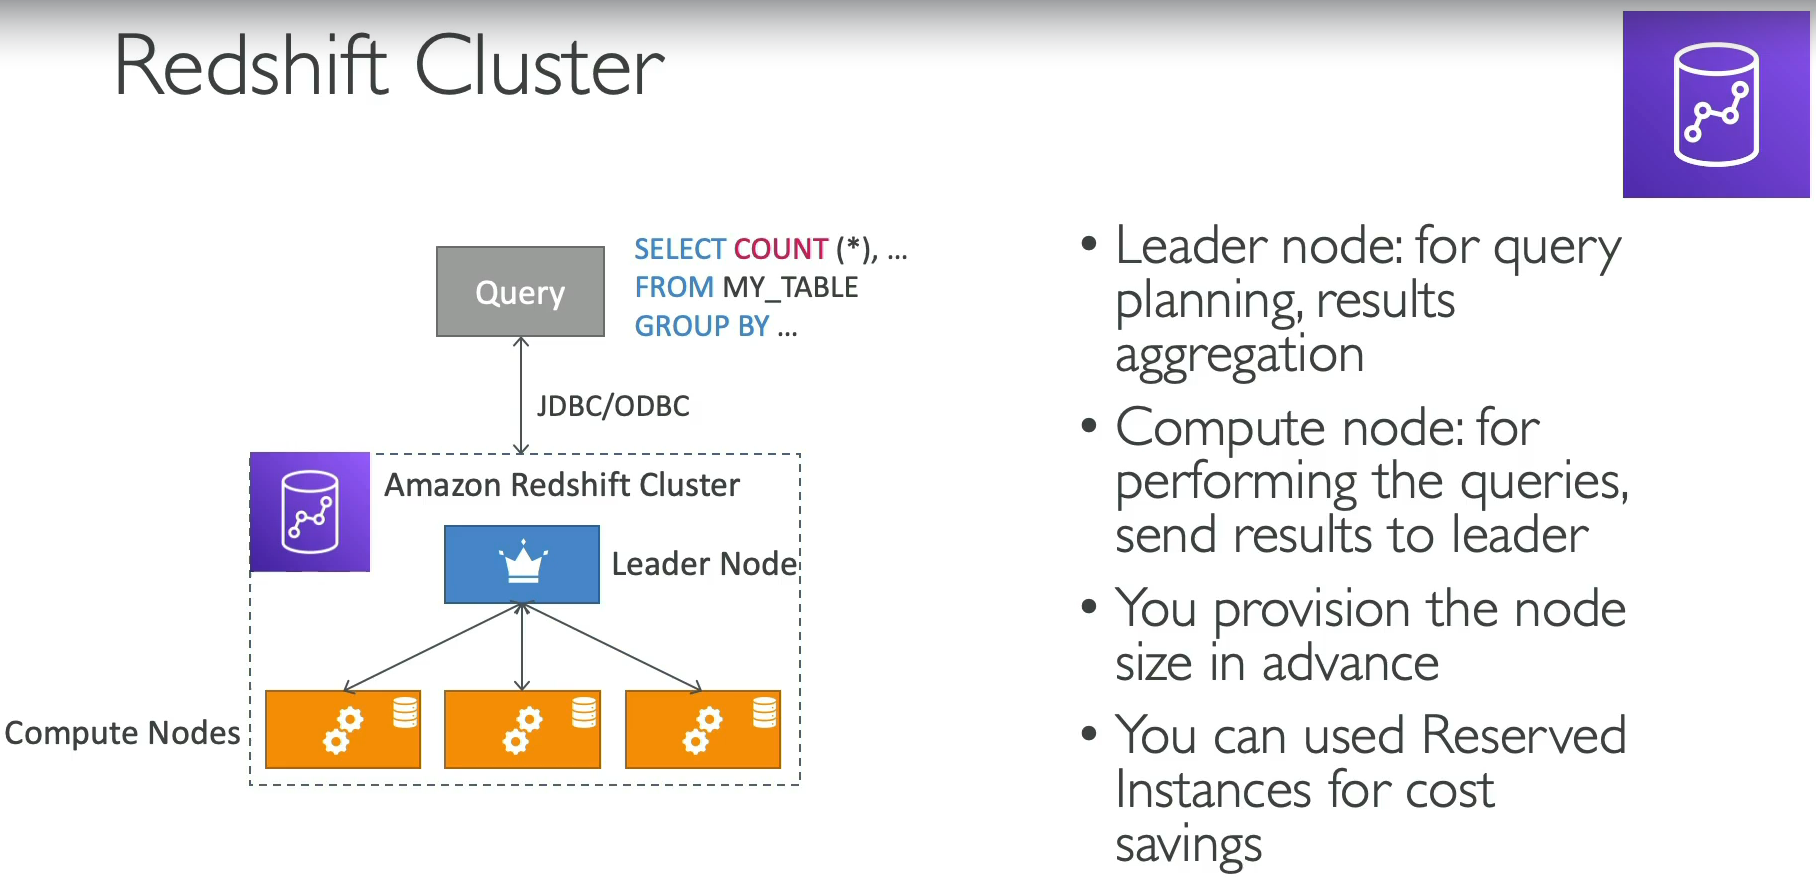 Redshift Cluster
Query
SELECT COUNT (*), ...
FROM MY_TABLE
GROUP BY ...
JDBC/ODBC
Amazon Redshift Cluster
Leader Node
Compute Nodes
• Leader node: for query
planning, results
aggregation
• Compute node: for
performing the queries,
send results to leader
• You provision the node
size in advance
• You can used Reserved
Instances for cost
savings